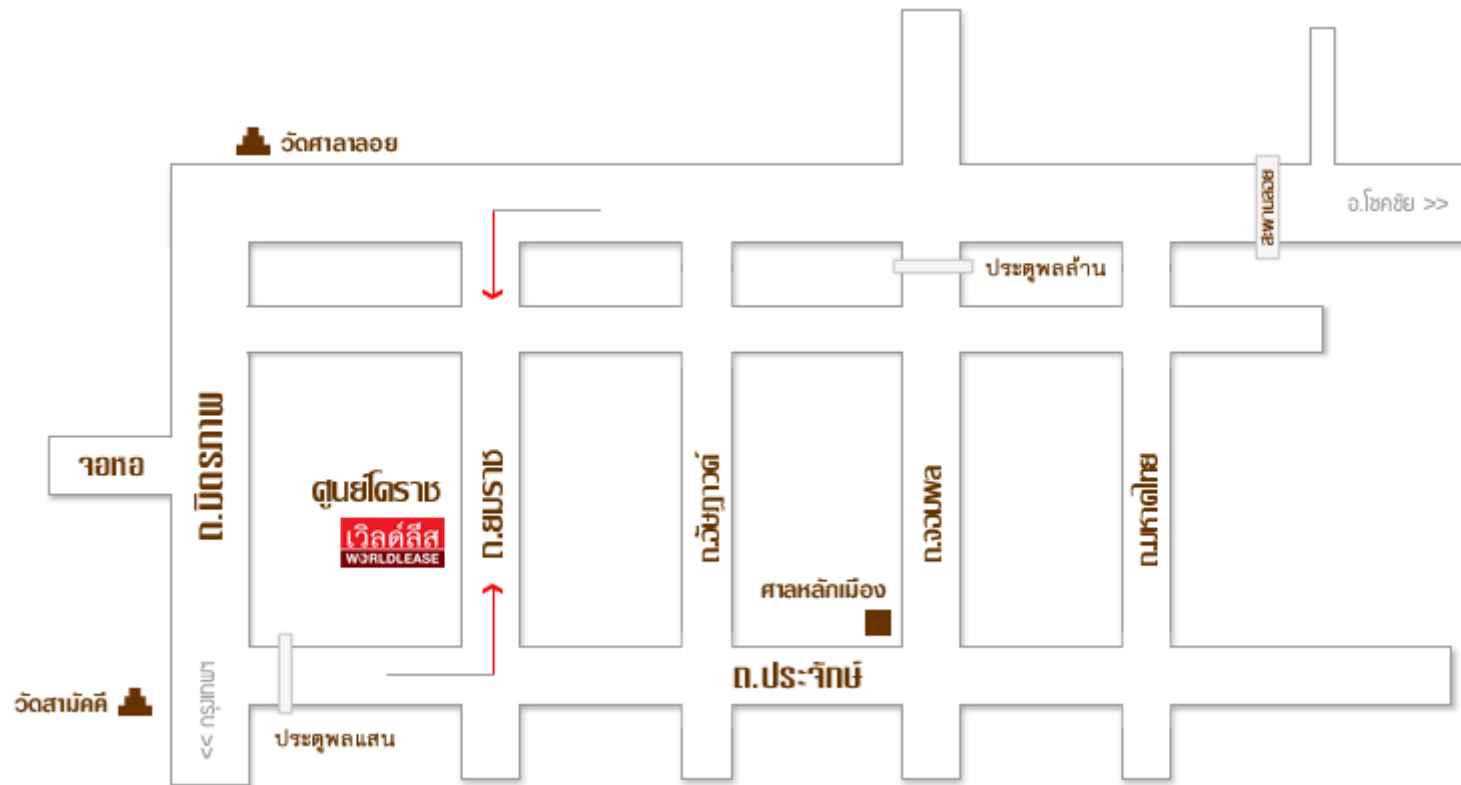 วัดศาลาลอย
สะพานลอย
อ.โชคชัย >>
ประตูพลล้าน
ถ.มิตรภาพ
จอหอ
ศูนย์โคราช
เวิลด์ลีส
WORLDLEASE
ถ.ยมราช
ถ.อัษฎางค์
ถ.จอมพล
ถ.มหาดไทย
ศาลหลักเมือง
ถ.ประจักษ์
วัดสามัคคี
<< กรุงเทพฯ
ประตูพลแสน